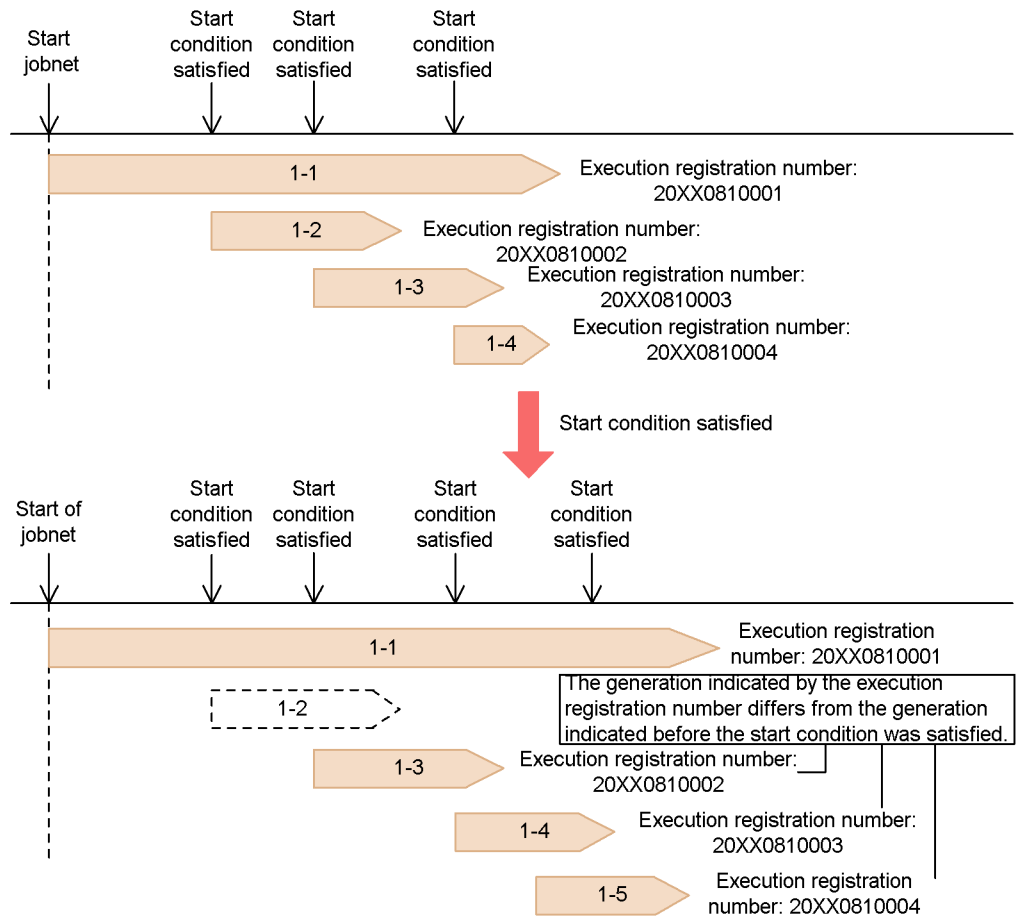 Start
jobnet
Start
condition
satisfied
Start
condition
satisfied
Start
condition
satisfied
1-1
Execution registration number:
20XX0810001
1-2
Execution registration number:
20XX0810002
1-3
Execution registration number:
20XX0810003
1-4
Execution registration number:
20XX0810004
Start condition satisfied
Start of
jobnet
Start
condition
satisfied
Start
condition
satisfied
Start
condition
satisfied
Start
condition
satisfied
1-1
Execution registration
number: 20XX0810001
1-2
The generation indicated by the execution
registration number differs from the generation
indicated before the start condition was satisfied.
1-3
Execution registration number:
20XX0810002
1-4
Execution registration number:
20XX0810003
1-5
Execution registration
number: 20XX0810004